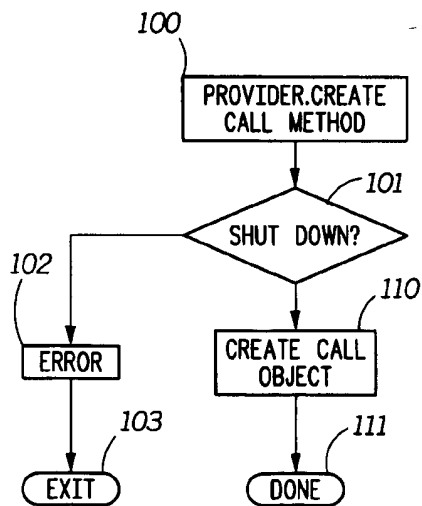 100
PROVIDER.CREATE
CALL METHOD
101
SHUT DOWN?
102
ERROR
110
CREATE CALL
OBJECT
103
EXIT
111
DONE